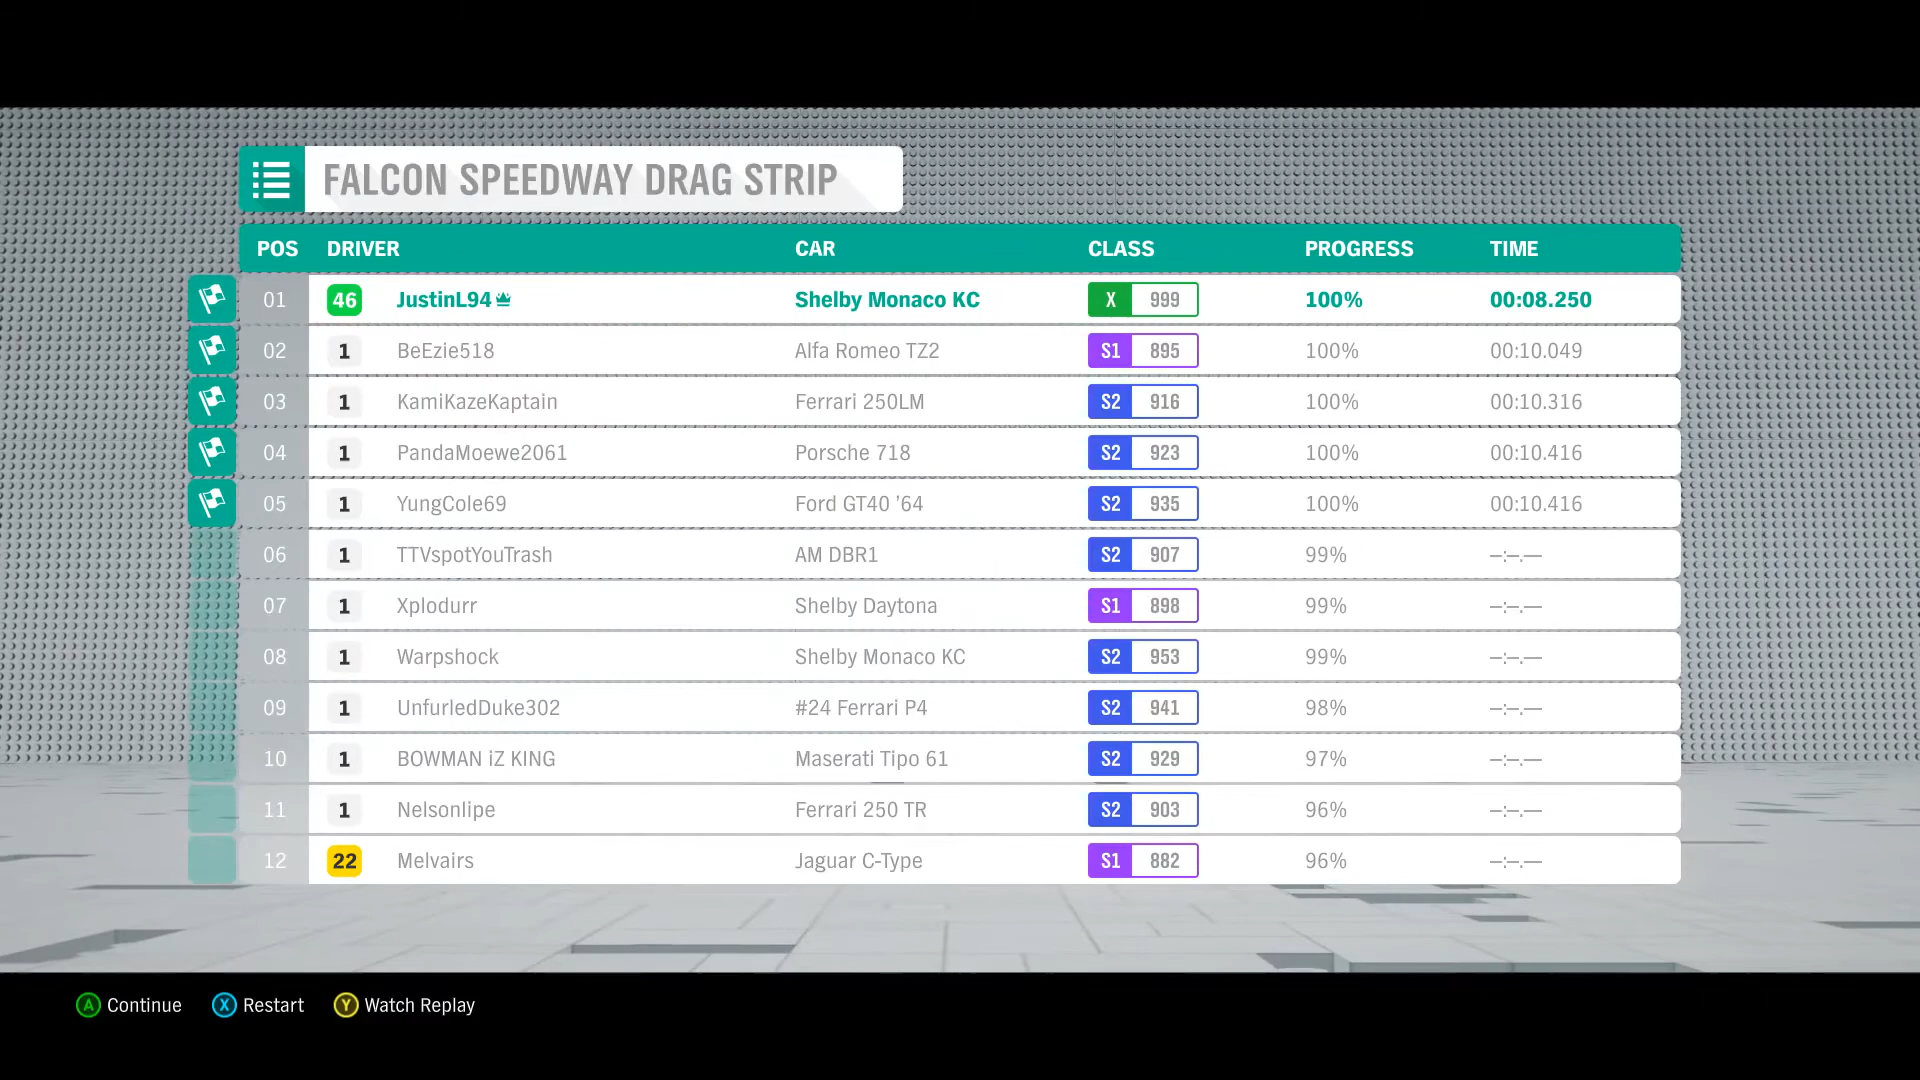 FALCON SPEEDWAY DRAG STRIP
POS DRIVER CAR CLASS PROGRESS TIME
01 46 JustinL94 Shelby Monaco KC X 999 100% 00:08.250
02 1 BeEzie518 Alfa Romeo TZ2 S1 895 100% 00:10.049
03 1 KamiKazeKaptain Ferrari 250LM S2 916 100% 00:10.316
04 1 PandaMoewe2061 Porsche 718 S2 923 100% 00:10.416
05 1 YungCole69 Ford GT40 ’64 S2 935 100% 00:10.416
06 1 TTVspotYouTrash AM DBR1 S2 907 99% –:–.––
07 1 Xplodurr Shelby Daytona S1 898 99% –:–.––
08 1 Warpshock Shelby Monaco KC S2 953 99% –:–.––
09 1 UnfurledDuke302 #24 Ferrari P4 S2 941 98% –:–.––
10 1 BOWMAN iZ KING Maserati Tipo 61 S2 929 97% –:–.––
11 1 Nelsonlipe Ferrari 250 TR S2 903 96% –:–.––
12 22 Melvairs Jaguar C-Type S1 882 96% –:–.––
A Continue X Restart Y Watch Replay